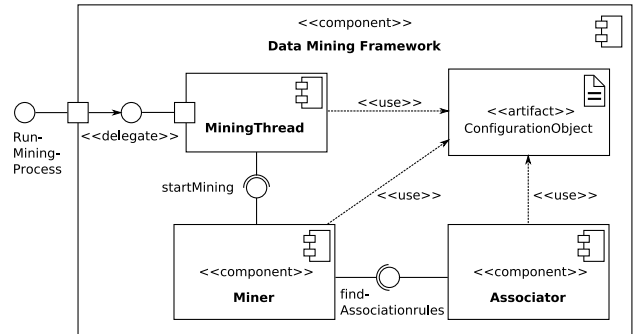 <<component>>
Data Mining Framework
MiningThread
<<use>>
<<artifact>>
ConfigurationObject
Run-
Mining-
Process
<<delegate>>
startMining
<<use>>
<<use>>
<<component>>
Miner
find-
Associationrules
<<component>>
Associator